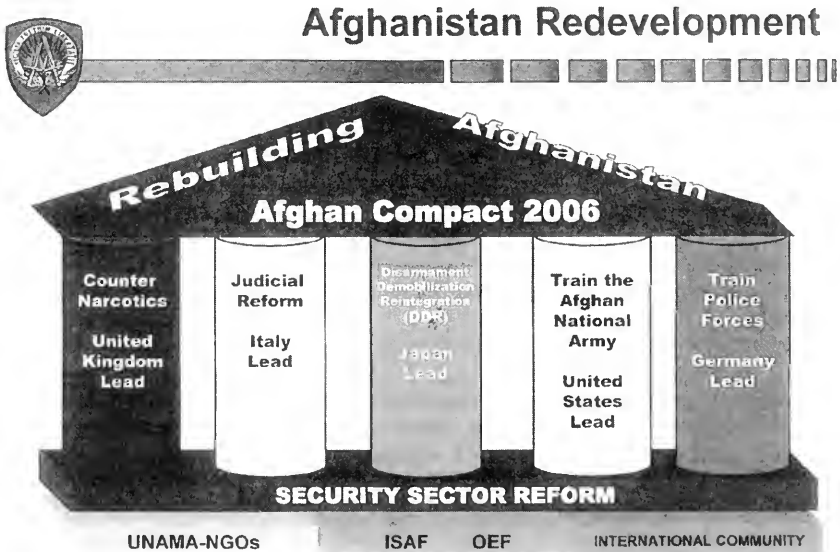 Afghanistan Redevelopment
Rebuilding Afghanistan
Afghan Compact 2006
Counter
Narcotics
United
Kingdom
Lead
Judicial
Reform
Italy
Lead
Disarmament
Demobilization
Reintegration
(DDR)
Japan
Lead
Train the
Afghan
National
Army
United
States
Lead
Train
Police
Forces
Germany
Lead
SECURITY SECTOR REFORM
UNAMA-NGOs ISAF OEF INTERNATIONAL COMMUNITY